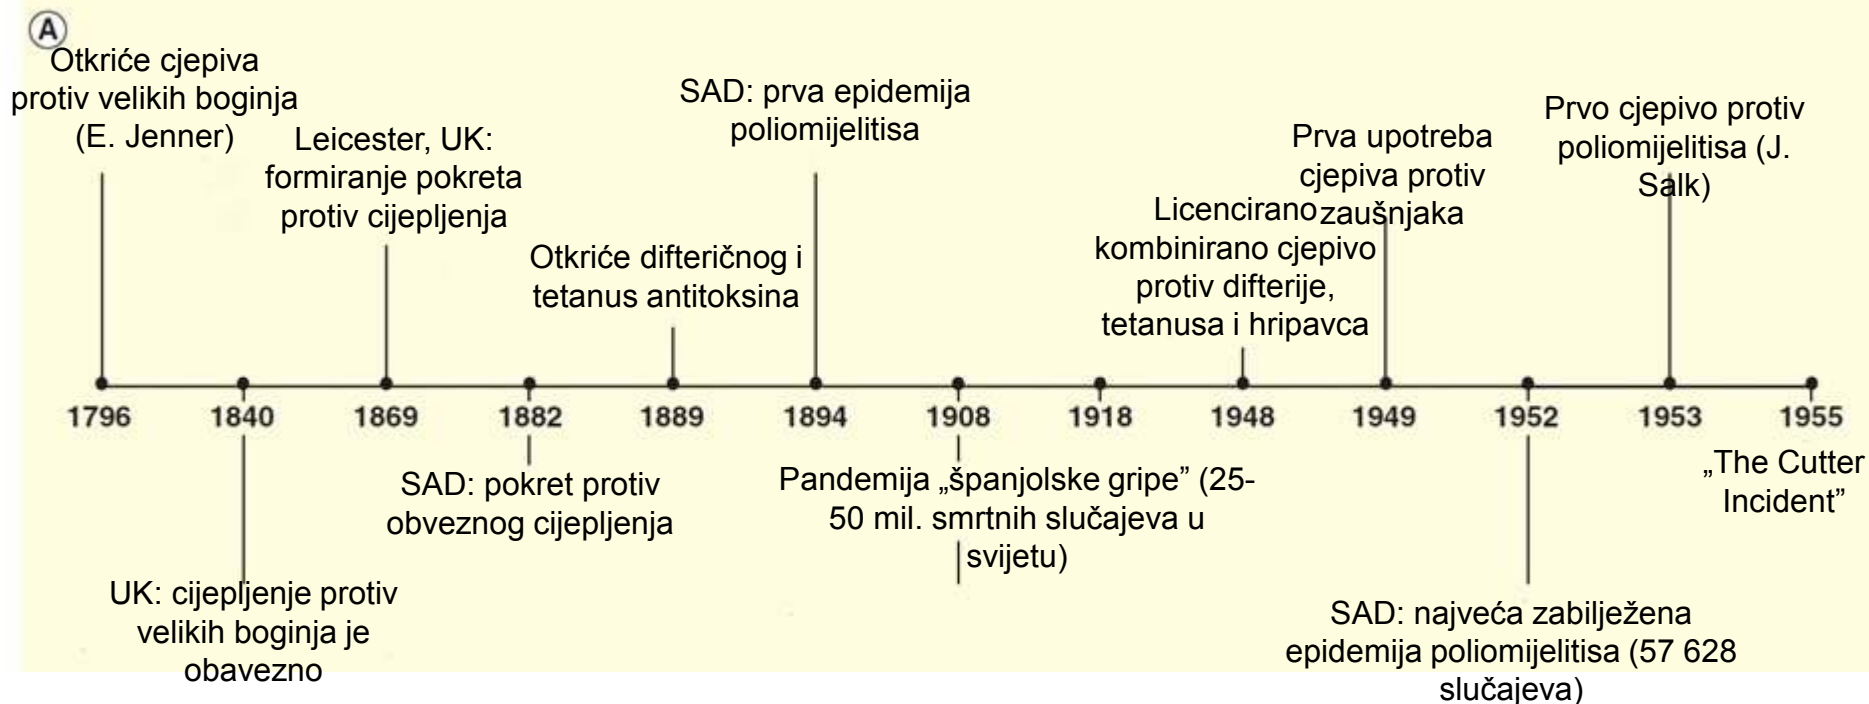 A
Otkriće cjepiva
protiv velikih boginja
(E. Jenner)
Leicester, UK:
formiranje pokreta
protiv cijepljenja
Otkriće difteričnog i
tetanus antitoksina
SAD: prva epidemija
poliomijelitisa
Licencirano
kombinirano cjepivo
protiv difterije,
tetanusa i hripavca
Prva upotreba
cjepiva protiv
zaušnjaka
Prvo cjepivo protiv
poliomijelitisa (J.
Salk)
1796 1840 1869 1882 1889 1894 1908 1918 1948 1949 1952 1953 1955
UK: cijepljenje protiv
velikih boginja je
obavezno
SAD: pokret protiv
obveznog cijepljenja
Pandemija „španjolske gripe” (25-
50 mil. smrtnih slučajeva u
svijetu)
SAD: najveća zabilježena
epidemija poliomijelitisa (57 628
slučajeva)
„The Cutter
Incident”